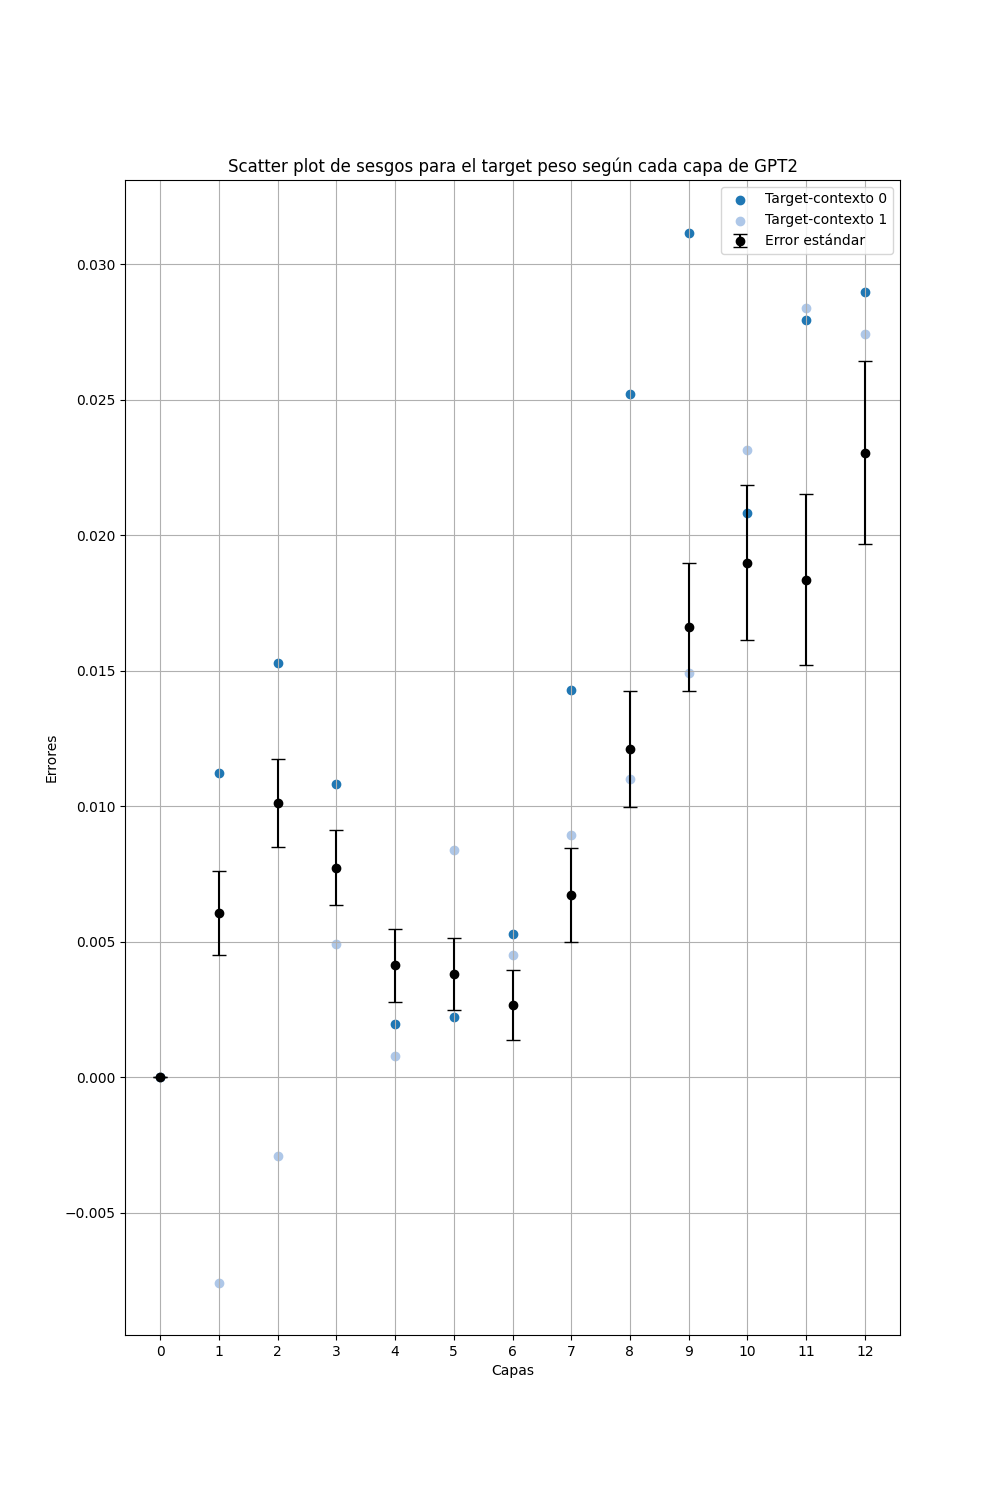 Scatter plot de sesgos para el target peso según cada capa de GPT2
Target-contexto 0
Target-contexto 1
Error estándar
0.030
0.025
0.020
0.015
0.010
0.005
0.000
−0.005
Errores
0 1 2 3 4 5 6 7 8 9 10 11 12
Capas